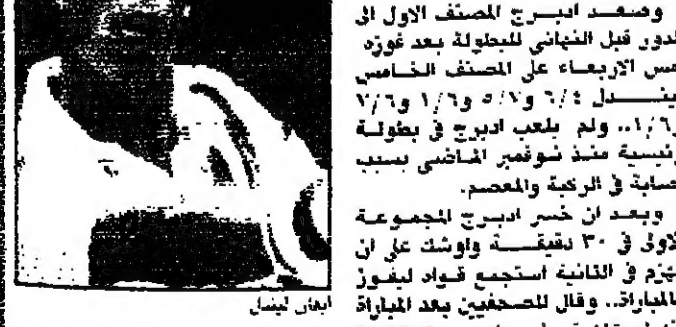 وصعد ادبرج المصنف الاول الى
الدور قبل النهائي للبطولة بعد فوزه
امس الاربعاء على المصنف الخامس
ليندل ٦/٤ و٧/٥ و٦/١ و٦/٧
و٦/١.. ولم يلعب ادبرج في بطولة
رئيسية منذ نوفمبر الماضي بسبب
اصابة في الركبة والمعصم.
وبعد ان خسر ادبرج المجموعة
الاولى في ٣٠ دقيقة واوشك على ان
يهزم في الثانية استجمع قواه ليفوز
بالمباراة.. وقال للصحفيين بعد المباراة
ايفان ليندل